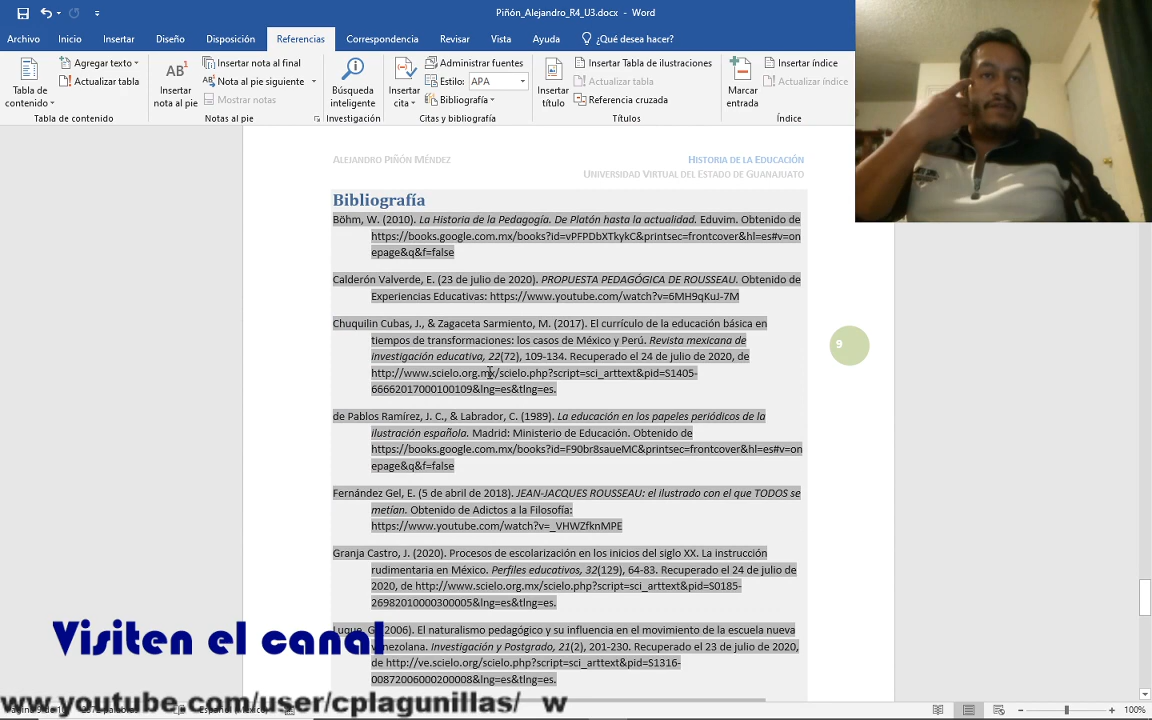 Piñón_Alejandro_R4_U3.docx - Word
Archivo Inicio Insertar Diseño Disposición Referencias Correspondencia Revisar Vista Ayuda ¿Qué desea hacer?
Tabla de contenido
Agregar texto
Actualizar tabla
Tabla de contenido
AB1
Insertar nota al pie
Insertar nota al final
Nota al pie siguiente
Mostrar notas
Notas al pie
Búsqueda inteligente
Investigación
Insertar cita
Administrar fuentes
Estilo: APA
Bibliografía
Citas y bibliografía
Insertar título
Insertar Tabla de ilustraciones
Actualizar tabla
Referencia cruzada
Títulos
Marcar entrada
Insertar índice
Actualizar índice
Índice
ALEJANDRO PIÑÓN MÉNDEZ HISTORIA DE LA EDUCACIÓN
UNIVERSIDAD VIRTUAL DEL ESTADO DE GUANAJUATO
Bibliografía
Böhm, W. (2010). La Historia de la Pedagogía. De Platón hasta la actualidad. Eduvim. Obtenido de
https://books.google.com.mx/books?id=vPFPDbXTkykC&printsec=frontcover&hl=es#v=on
epage&q&f=false
Calderón Valverde, E. (23 de julio de 2020). PROPUESTA PEDAGÓGICA DE ROUSSEAU. Obtenido de
Experiencias Educativas: https://www.youtube.com/watch?v=6MH9qKuJ-7M
Chuquilin Cubas, J., & Zagaceta Sarmiento, M. (2017). El currículo de la educación básica en
tiempos de transformaciones: los casos de México y Perú. Revista mexicana de
investigación educativa, 22(72), 109-134. Recuperado el 24 de julio de 2020, de
http://www.scielo.org.mx/scielo.php?script=sci_arttext&pid=S1405-
66662017000100109&lng=es&tlng=es.
9
de Pablos Ramírez, J. C., & Labrador, C. (1989). La educación en los papeles periódicos de la
ilustración española. Madrid: Ministerio de Educación. Obtenido de
https://books.google.com.mx/books?id=F90br8saueMC&printsec=frontcover&hl=es#v=on
epage&q&f=false
Fernández Gel, E. (5 de abril de 2018). JEAN-JACQUES ROUSSEAU: el ilustrado con el que TODOS se
metían. Obtenido de Adictos a la Filosofía:
https://www.youtube.com/watch?v=_VHWZfknMPE
Granja Castro, J. (2020). Procesos de escolarización en los inicios del siglo XX. La instrucción
rudimentaria en México. Perfiles educativos, 32(129), 64-83. Recuperado el 24 de julio de
2020, de http://www.scielo.org.mx/scielo.php?script=sci_arttext&pid=S0185-
26982010000300005&lng=es&tlng=es.
Luque, G. (2006). El naturalismo pedagógico y su influencia en el movimiento de la escuela nueva
venezolana. Investigación y Postgrado, 21(2), 201-230. Recuperado el 23 de julio de 2020,
de http://ve.scielo.org/scielo.php?script=sci_arttext&pid=S1316-
00872006000200008&lng=es&tlng=es.
Visiten el canal
ww.youtube.com/user/cplagunillas/ w
100%